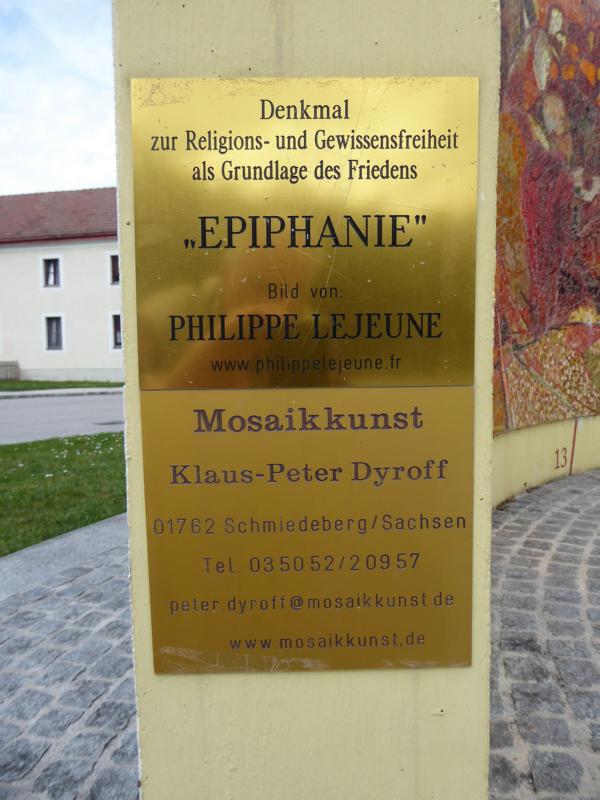 Denkmal
zur Religions- und Gewissensfreiheit
als Grundlage des Friedens
„EPIPHANIE"
Bild von:
PHILIPPE LEJEUNE
www.philippelejeune.fr
Mosaikkunst
Klaus-Peter Dyroff
01762 Schmiedeberg/Sachsen
Tel. 035052/20957
peter.dyroff@mosaikkunst.de
www.mosaikkunst.de
13